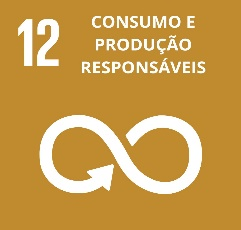 12
CONSUMO E
PRODUÇÃO
RESPONSÁVEIS